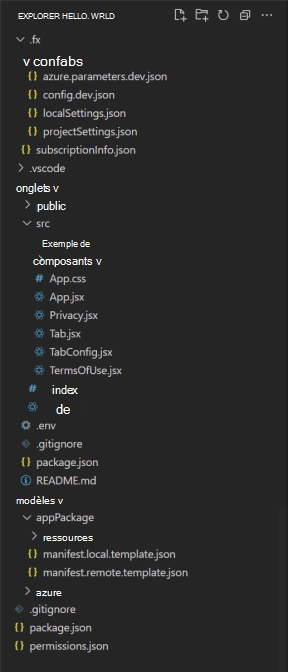 EXPLORER HELLO. WRLD
.fx
v confabs
azure.parameters.dev.json
config.dev.json
localSettings.json
projectSettings.json
subscriptionInfo.json
.vscode
onglets v
public
src
Exemple de
composants v
App.css
App.jsx
Privacy.jsx
Tab.jsx
TabConfig.jsx
TermsOfUse.jsx
index
de
.env
.gitignore
package.json
README.md
modèles v
appPackage
ressources
manifest.local.template.json
manifest.remote.template.json
azure
.gitignore
package.json
permissions.json